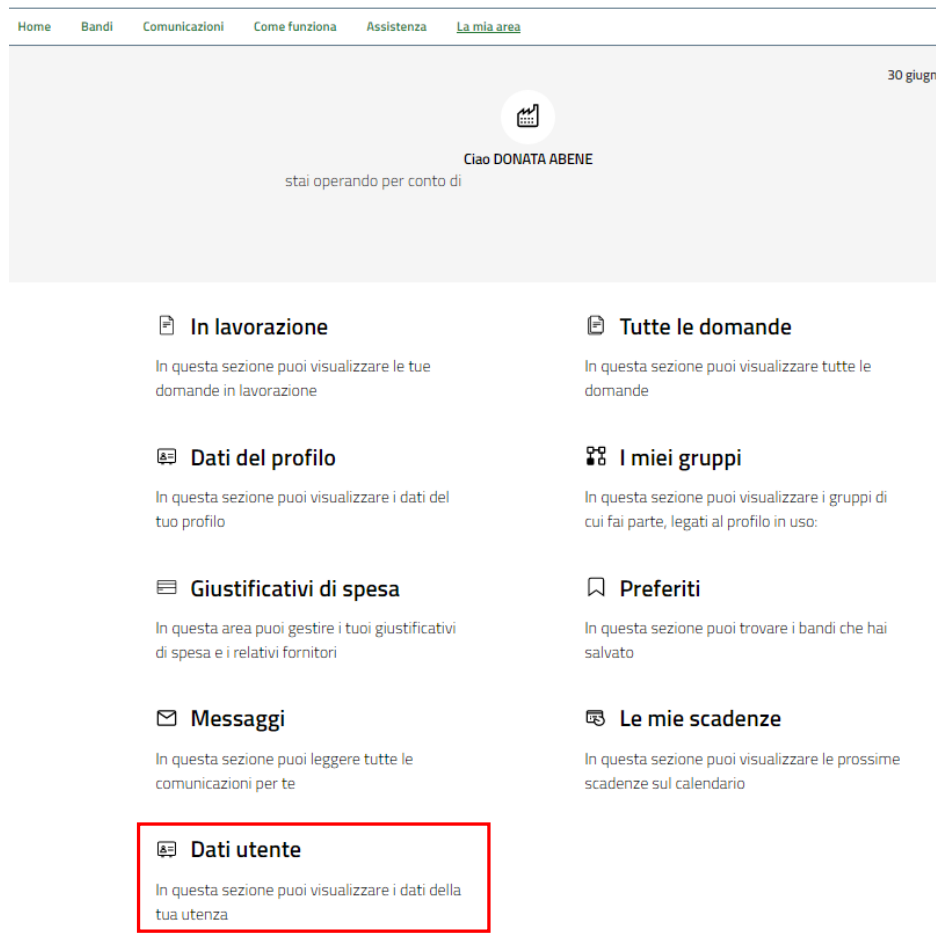 Home Bandi Comunicazioni Come funziona Assistenza La mia area
30 giugn
Ciao DONATA ABENE
stai operando per conto di
In lavorazione
In questa sezione puoi visualizzare le tue
domande in lavorazione
Tutte le domande
In questa sezione puoi visualizzare tutte le
domande
Dati del profilo
In questa sezione puoi visualizzare i dati del
tuo profilo
I miei gruppi
In questa sezione puoi visualizzare i gruppi di
cui fai parte, legati al profilo in uso:
Giustificativi di spesa
In questa area puoi gestire i tuoi giustificativi
di spesa e i relativi fornitori
Preferiti
In questa sezione puoi trovare i bandi che hai
salvato
Messaggi
In questa sezione puoi leggere tutte le
comunicazioni per te
Le mie scadenze
In questa sezione puoi visualizzare le prossime
scadenze sul calendario
Dati utente
In questa sezione puoi visualizzare i dati della
tua utenza